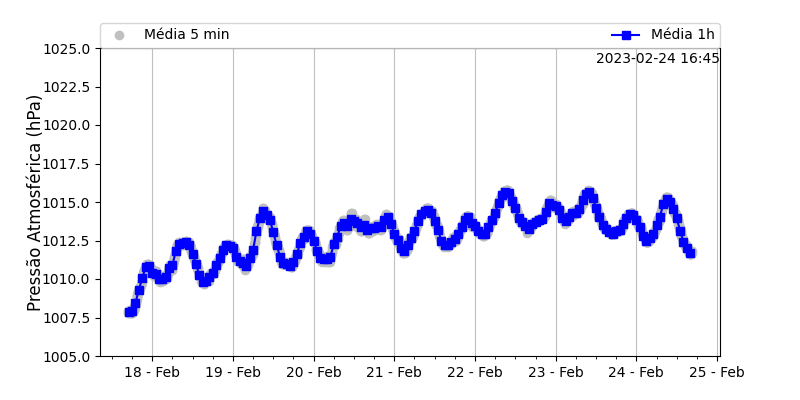 Média 5 min
Média 1h
2023-02-24 16:45
Pressão Atmosférica (hPa)
1025.0
1022.5
1020.0
1017.5
1015.0
1012.5
1010.0
1007.5
1005.0
18 - Feb
19 - Feb
20 - Feb
21 - Feb
22 - Feb
23 - Feb
24 - Feb
25 - Feb